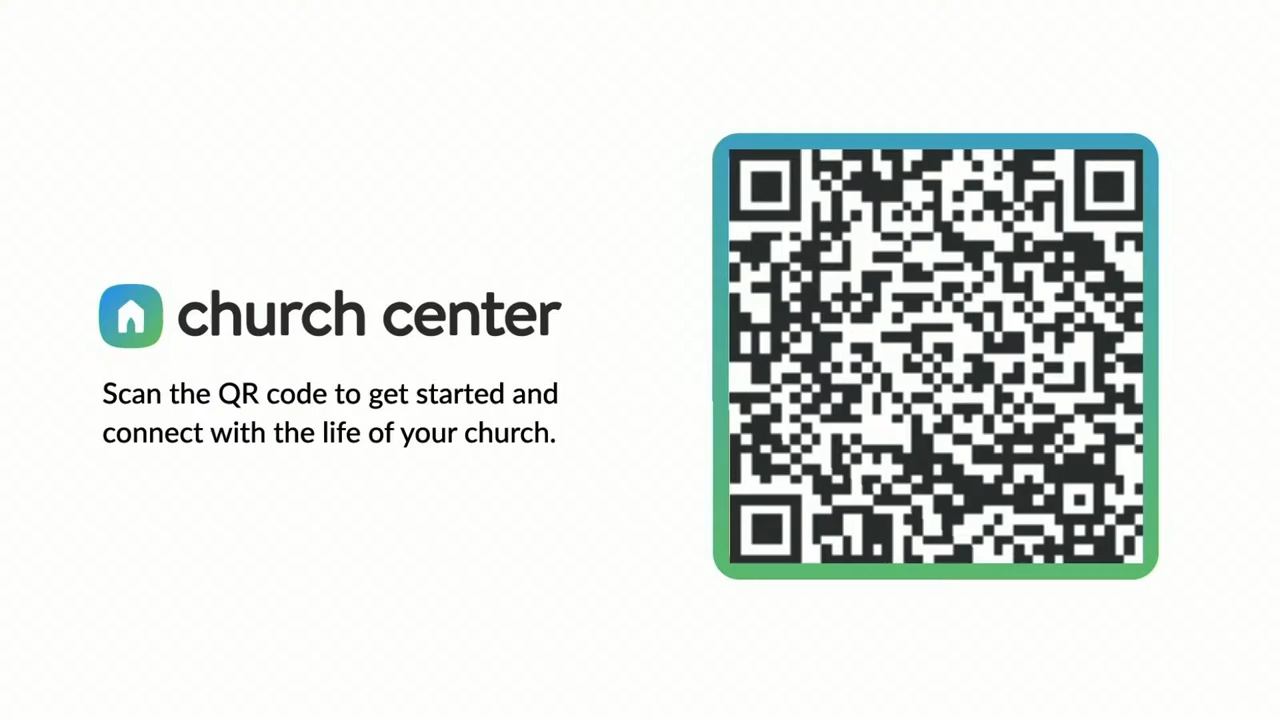 church center
Scan the QR code to get started and
connect with the life of your church.